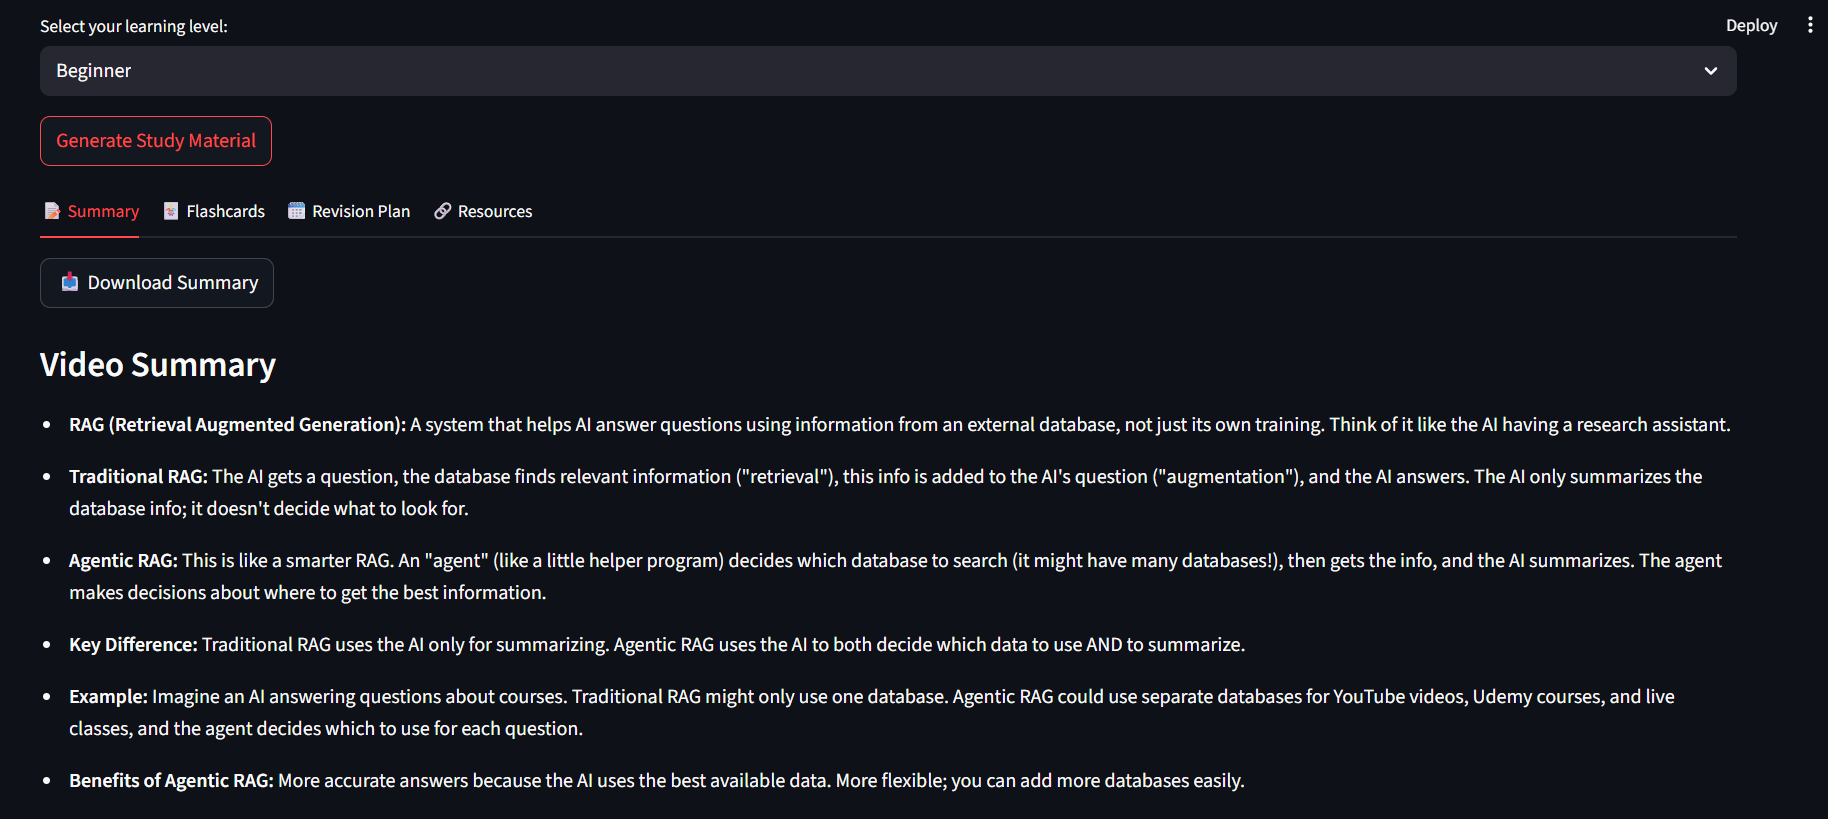 Select your learning level:
Deploy
Beginner
Generate Study Material
Summary
Flashcards
Revision Plan
Resources
Download Summary
Video Summary
RAG (Retrieval Augmented Generation): A system that helps AI answer questions using information from an external database, not just its own training. Think of it like the AI having a research assistant.
Traditional RAG: The AI gets a question, the database finds relevant information ("retrieval"), this info is added to the AI's question ("augmentation"), and the AI answers. The AI only summarizes the
database info; it doesn't decide what to look for.
Agentic RAG: This is like a smarter RAG. An "agent" (like a little helper program) decides which database to search (it might have many databases!), then gets the info, and the AI summarizes. The agent
makes decisions about where to get the best information.
Key Difference: Traditional RAG uses the AI only for summarizing. Agentic RAG uses the AI to both decide which data to use AND to summarize.
Example: Imagine an AI answering questions about courses. Traditional RAG might only use one database. Agentic RAG could use separate databases for YouTube videos, Udemy courses, and live
classes, and the agent decides which to use for each question.
Benefits of Agentic RAG: More accurate answers because the AI uses the best available data. More flexible; you can add more databases easily.